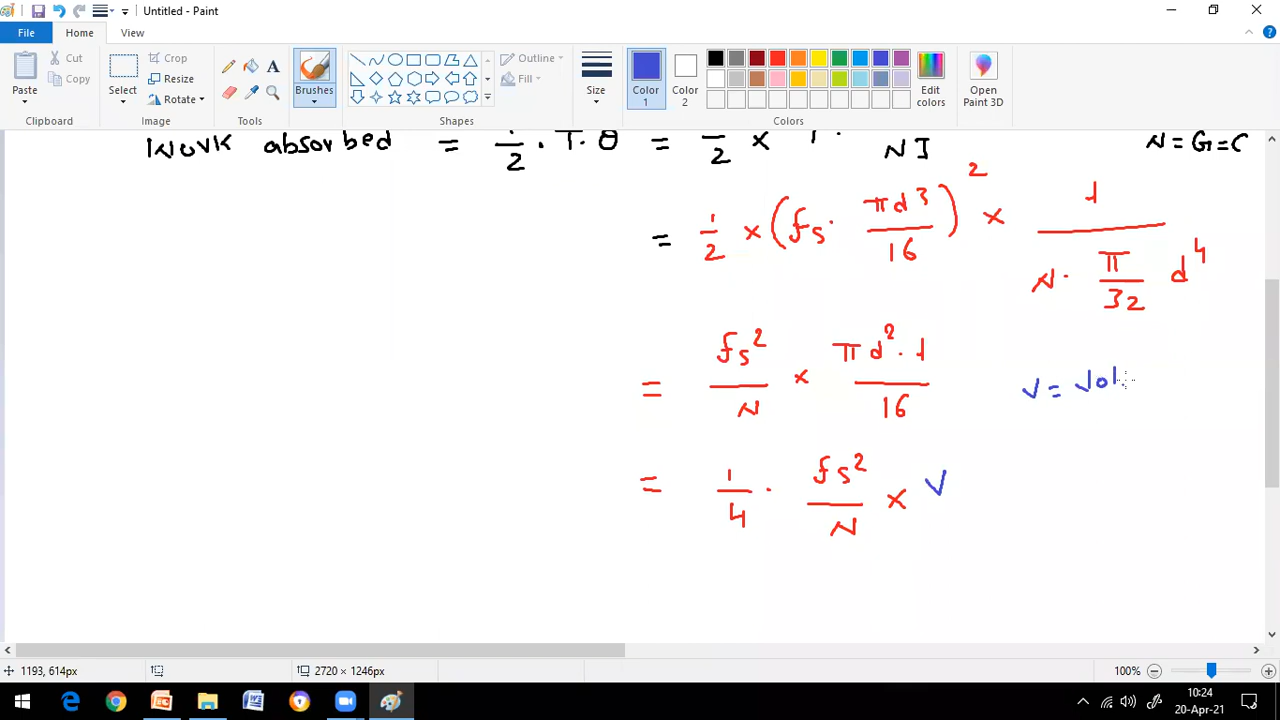 Untitled - Paint
File Home View
Paste
Cut
Copy
Clipboard
Select
Crop
Resize
Rotate
Image
Tools
Brushes
Outline
Fill
Shapes
Size
Color 1
Color 2
Edit colors
Open Paint 3D
Colors
Work absorbed = 1/2 . T. θ = 1/2 × T. NJ
N = G = C
= 1/2 × (fs. πd³/16)² × 1/(N. π/32 d⁴)
= fs²/N × πd². l/16
V = Vol
= 1/4 . fs²/N × V
1193, 614px
2720 × 1246px
100%
10:24
20-Apr-21